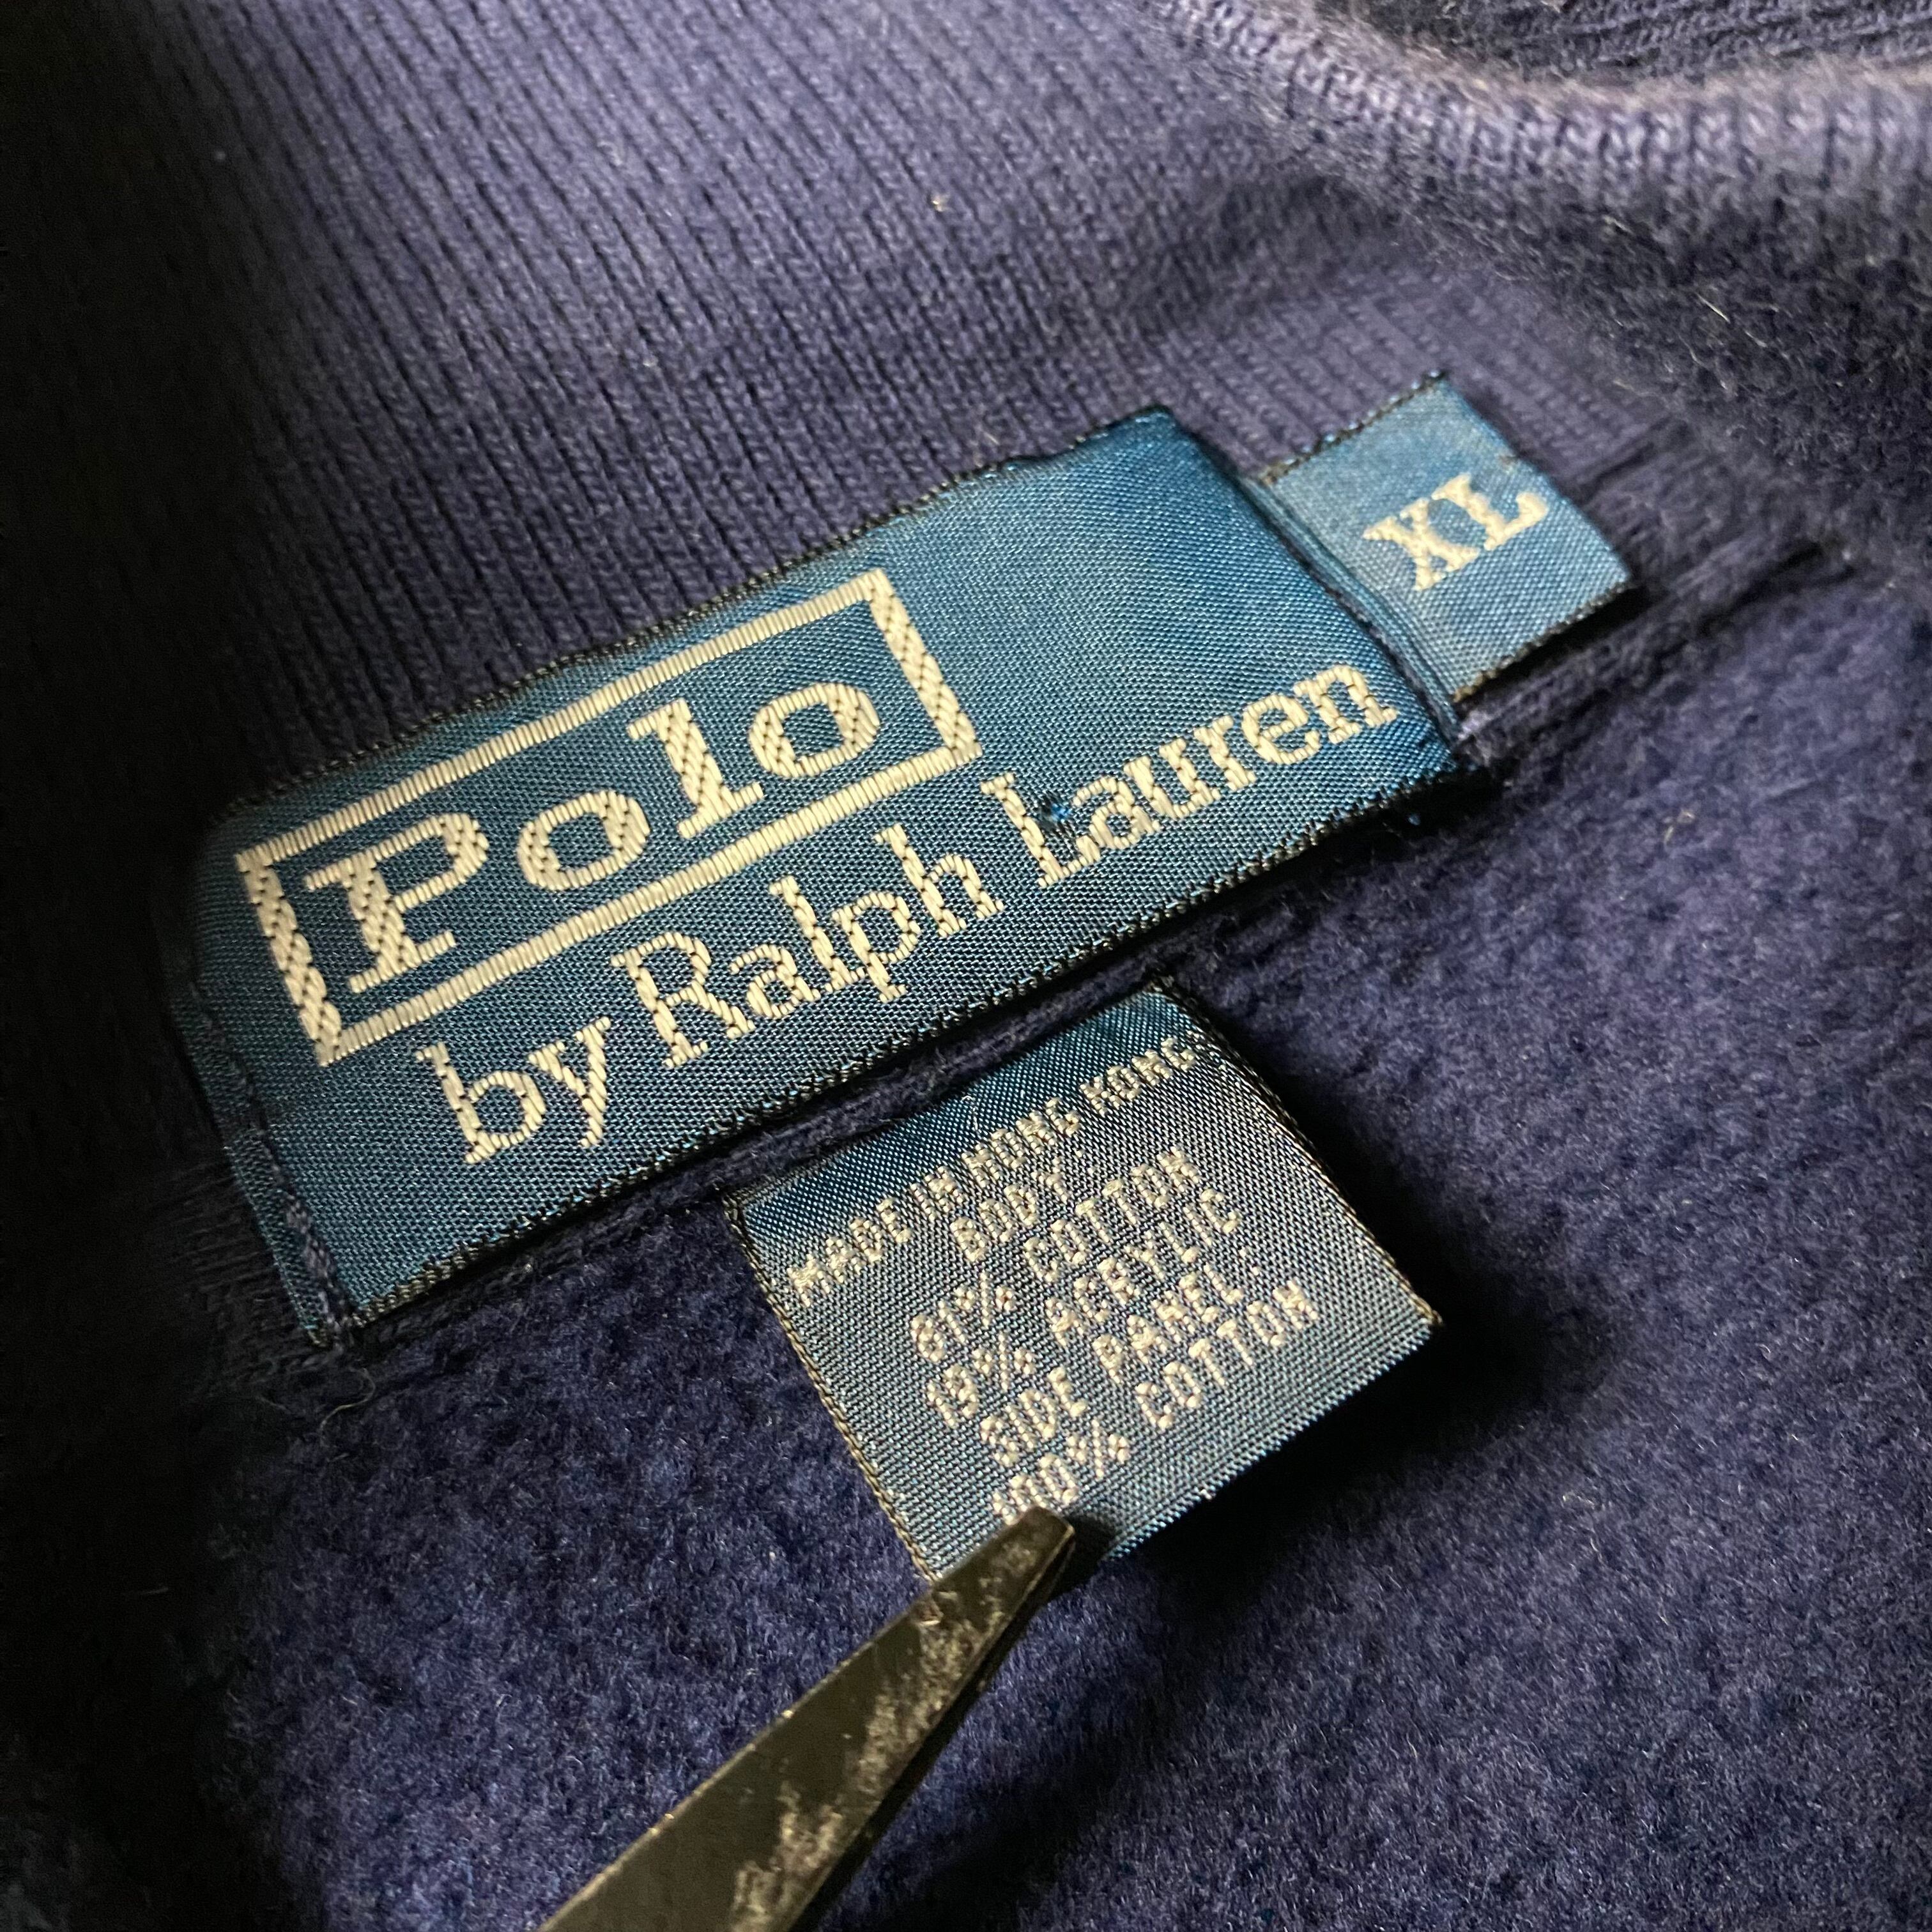 Polo
by Ralph Lauren
XL
MADE IN HONG KONG
BODY:
81% COTTON
19% ACRYLIC
SIDE PANEL:
100% COTTON